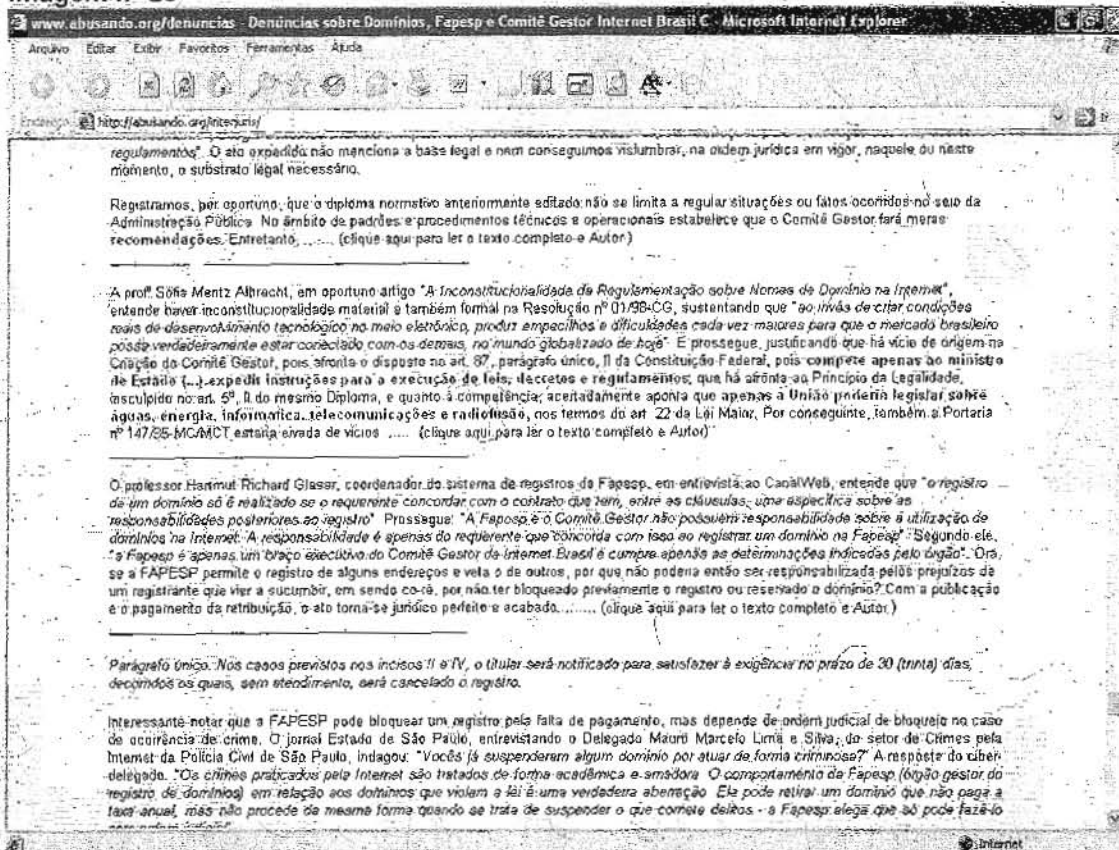 www.abusando.org/denuncias - Denúncias sobre Domínios, Fapesp e Comitê Gestor Internet Brasil C - Microsoft Internet Explorer
Arquivo Editar Exibir Favoritos Ferramentas Ajuda
http://abusando.org/interjuris/
regulamentos". O ato expedido não menciona a base legal e nem conseguimos vislumbrar, na ordem jurídica em vigor, naquele ou neste
momento, o substrato legal necessário.
Registramos, por oportuno, que o diploma normativo anteriormente editado não se limita a regular situações ou fatos ocorridos no seio da
Administração Pública. No âmbito de padrões e procedimentos técnicos e operacionais estabelece que o Comitê Gestor fará meras
recomendações. Entretanto, ...... (clique aqui para ler o texto completo e Autor)
A profª Sofia Mentz Albrecht, em oportuno artigo "A Inconstitucionalidade da Regulamentação sobre Nomes de Domínio na Internet",
entende haver inconstitucionalidade material e também formal na Resolução nº 01/98-CG, sustentando que "ao invés de criar condições
reais de desenvolvimento tecnológico no meio eletrônico, produz empecilhos e dificuldades cada vez maiores para que o mercado brasileiro
possa verdadeiramente estar conectado com os demais, no mundo globalizado de hoje". E prossegue, justificando que há vício de origem na
Criação do Comitê Gestor, pois afronta o disposto no art. 87, parágrafo único, II da Constituição Federal, pois compete apenas ao ministro
de Estado (...) expedir instruções para a execução de leis, decretos e regulamentos; que há afronta ao Princípio da Legalidade,
insculpido no art. 5º, II do mesmo Diploma, e quanto à competência, acertadamente aponta que apenas a União poderia legislar sobre
águas, energia, informatica, telecomunicações e radiofusão, nos termos do art. 22 da Lei Maior. Por conseguinte, também a Portaria
nº 147/95-MC/MCT estaria eivada de vícios ..... (clique aqui para ler o texto completo e Autor)
O professor Hartmut Richard Glaser, coordenador do sistema de registros da Fapesp, em entrevista ao CanalWeb, entende que "o registro
de um domínio só é realizado se o requerente concordar com o contrato que tem, entre as cláusulas, uma específica sobre as
responsabilidades posteriores ao registro". Prossegue: "A Fapesp e o Comitê Gestor não possuem responsabilidade sobre a utilização de
domínios na Internet. A responsabilidade é apenas do requerente que concorda com isso ao registrar um domínio na Fapesp". Segundo ele,
"a Fapesp é apenas um braço executivo do Comitê Gestor da Internet Brasil e cumpre apenas as determinações indicadas pelo órgão". Ora,
se a FAPESP permite o registro de alguns endereços e veta o de outros, por que não poderia então ser responsabilizada pelos prejuízos de
um registrante que vier a sucumbir, em sendo co-ré, por não ter bloqueado previamente o registro ou reservado o domínio? Com a publicação
e o pagamento da retribuição, o ato torna-se jurídico perfeito e acabado........ (clique aqui para ler o texto completo e Autor.)
Parágrafo único. Nos casos previstos nos incisos II e IV, o titular será notificado para satisfazer à exigência no prazo de 30 (trinta) dias,
decorridos os quais, sem atendimento, será cancelado o registro.
Interessante notar que a FAPESP pode bloquear um registro pela falta de pagamento, mas depende de ordem judicial de bloqueio no caso
de ocorrência de crime. O jornal Estado de São Paulo, entrevistando o Delegado Mauro Marcelo Lima e Silva, do setor de Crimes pela
Internet da Polícia Civil de São Paulo, indagou: "Vocês já suspenderam algum domínio por atuar de forma criminosa?" A resposta do ciber-
delegado. "Os crimes praticados pela Internet são tratados de forma acadêmica e amadora. O comportamento da Fapesp (órgão gestor do
registro de domínios) em relação aos domínios que violam a lei é uma verdadeira aberração. Ela pode retirar um domínio que não paga a
taxa anual, mas não procede da mesma forma quando se trata de suspender o que comete delitos - a Fapesp alega que só pode fazê-lo
Internet